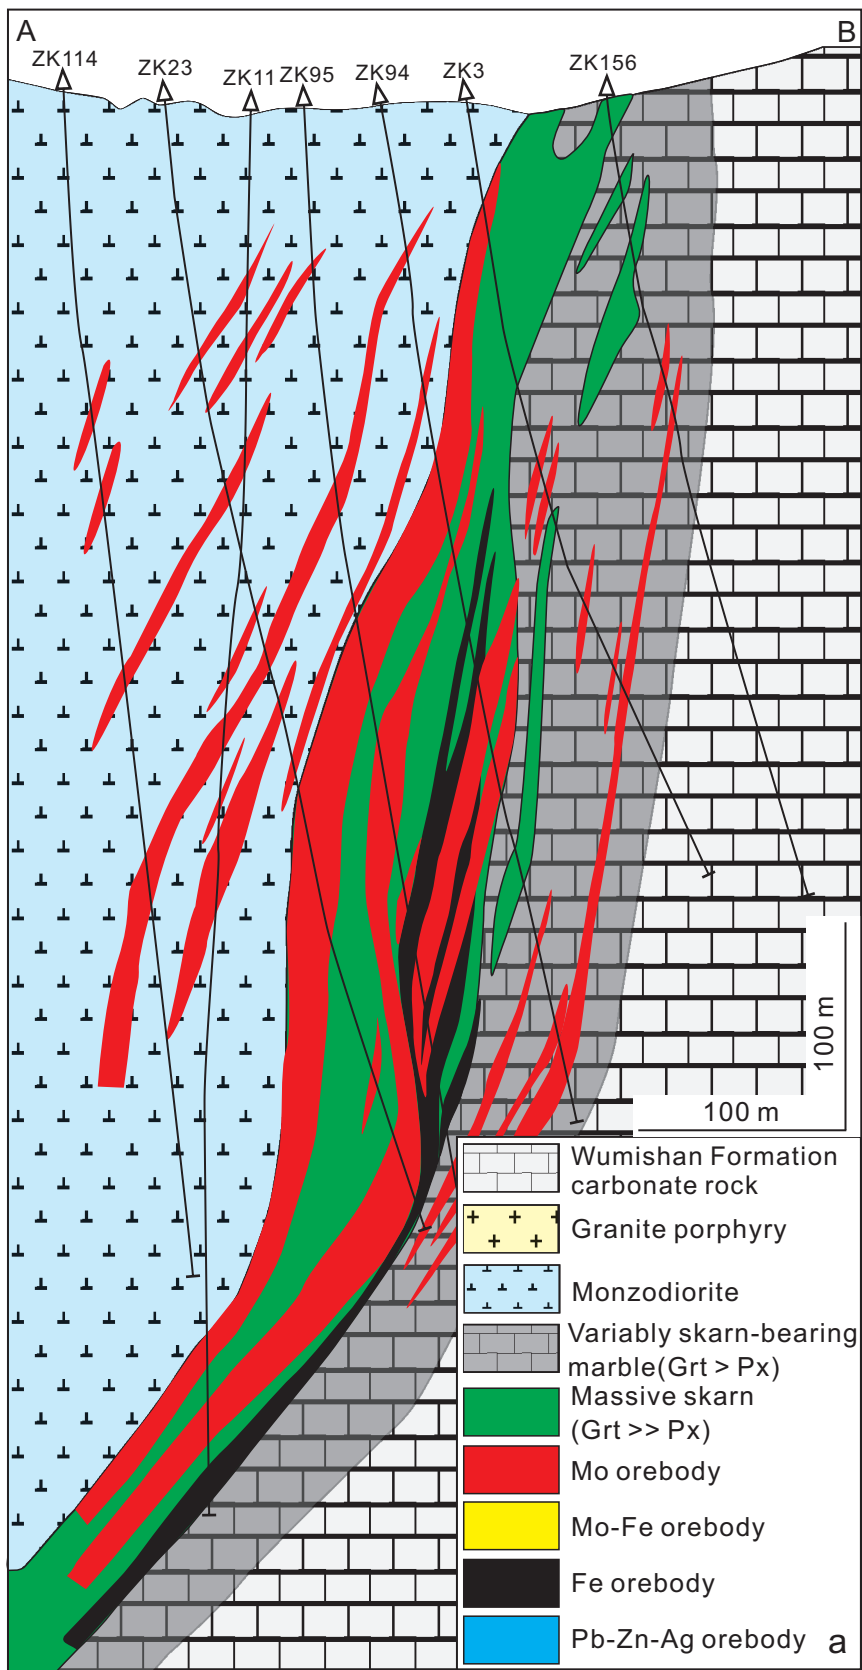 A
B
ZK114
ZK23
ZK11
ZK95
ZK94
ZK3
ZK156
100 m
100 m
Wumishan Formation
carbonate rock
Granite porphyry
Monzodiorite
Variably skarn-bearing
marble(Grt > Px)
Massive skarn
(Grt >> Px)
Mo orebody
Mo-Fe orebody
Fe orebody
Pb-Zn-Ag orebody
a